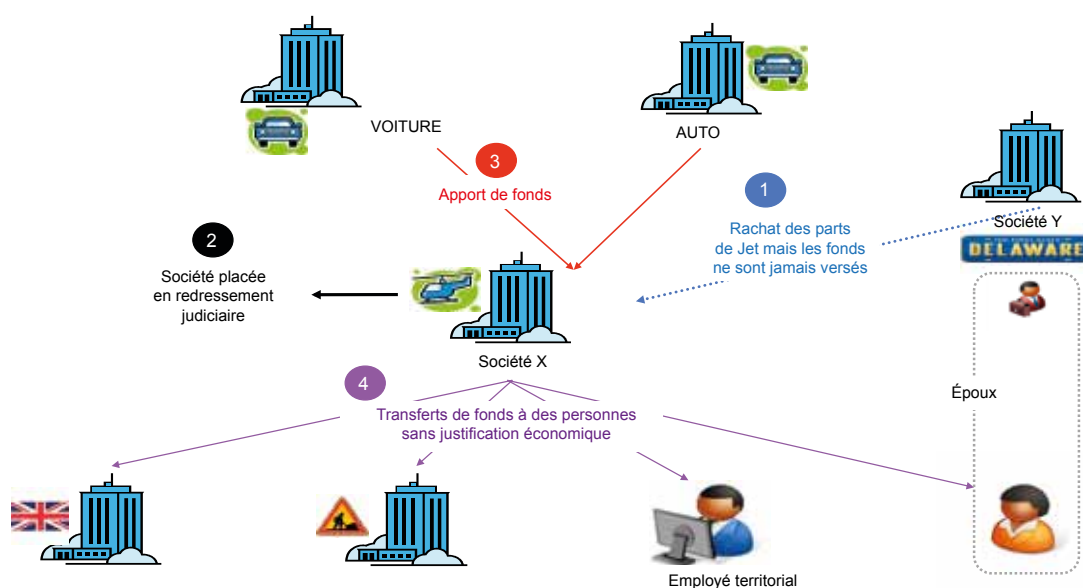 VOITURE
AUTO
3
Apport de fonds
1
Rachat des parts
de Jet mais les fonds
ne sont jamais versés
Société Y
DELAWARE
2
Société placée
en redressement
judiciaire
Société X
Époux
4
Transferts de fonds à des personnes
sans justification économique
Employé territorial